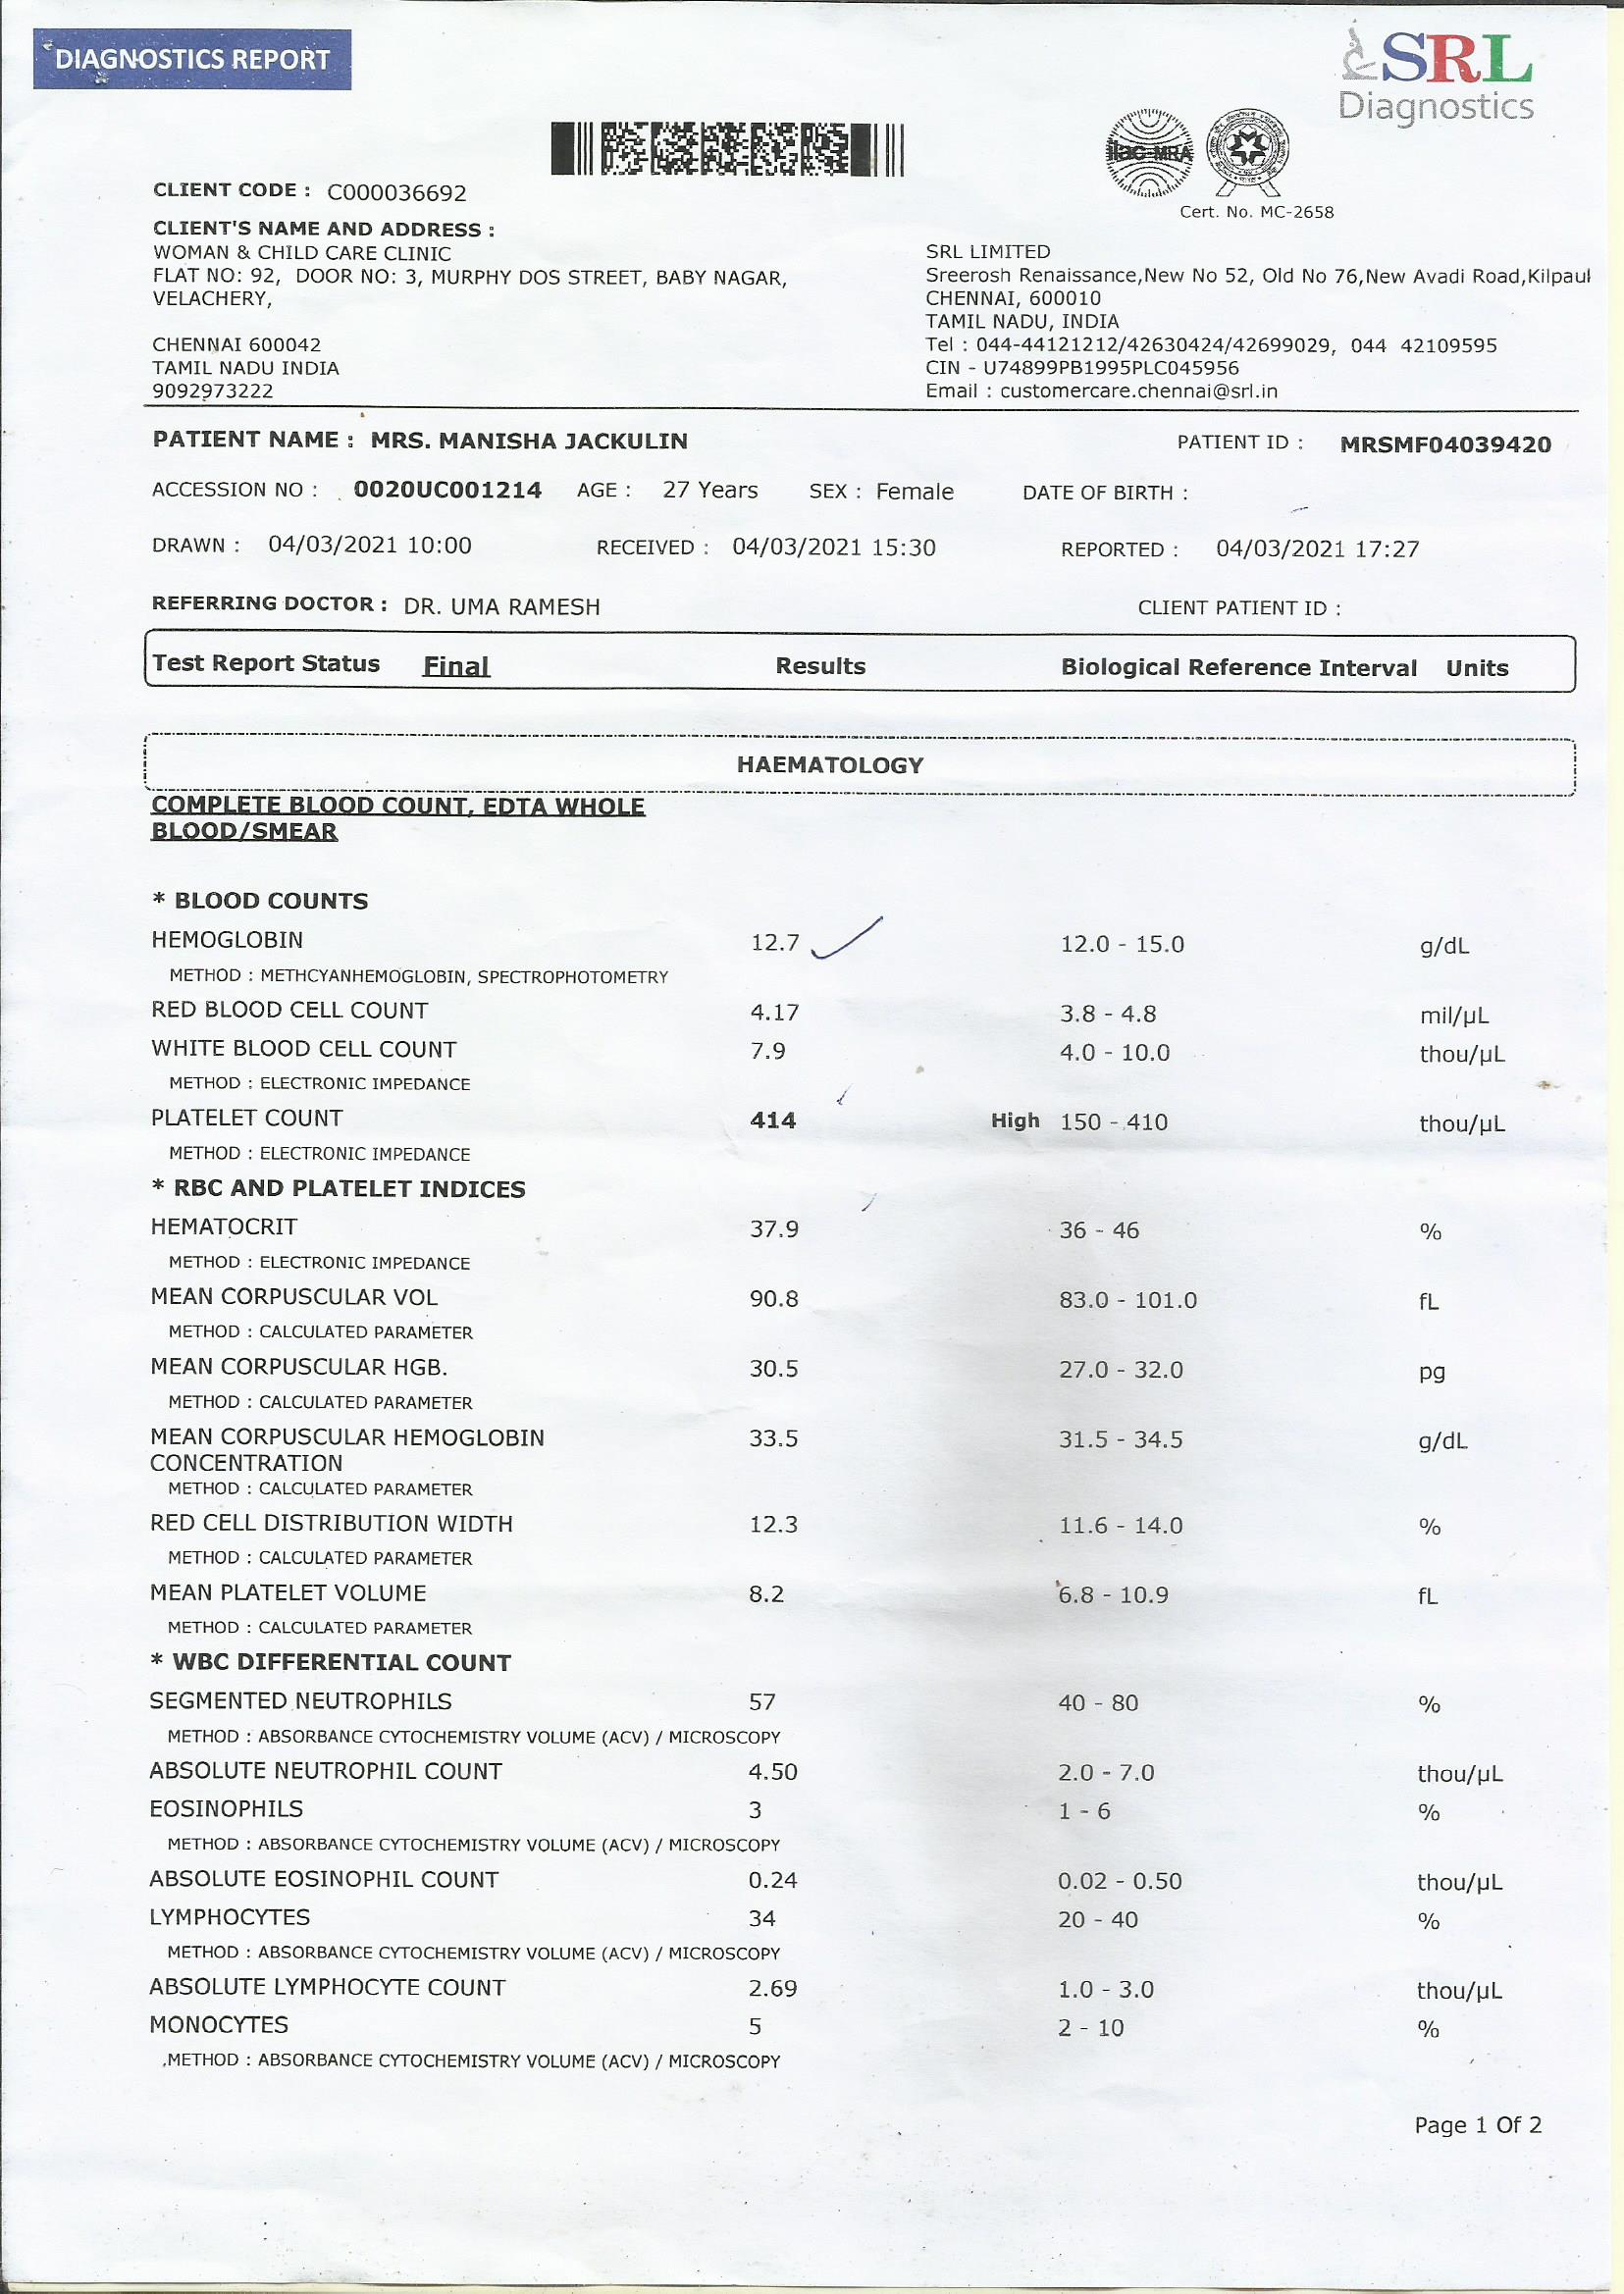 DIAGNOSTICS REPORT
SRL
Diagnostics
ilac-MRA
Cert. No. MC-2658
CLIENT CODE : C000036692
CLIENT'S NAME AND ADDRESS :
WOMAN & CHILD CARE CLINIC
FLAT NO: 92, DOOR NO: 3, MURPHY DOS STREET, BABY NAGAR,
VELACHERY,
CHENNAI 600042
TAMIL NADU INDIA
9092973222
SRL LIMITED
Sreerosh Renaissance,New No 52, Old No 76,New Avadi Road,Kilpaul
CHENNAI, 600010
TAMIL NADU, INDIA
Tel : 044-44121212/42630424/42699029, 044 42109595
CIN - U74899PB1995PLC045956
Email : customercare.chennai@srl.in
PATIENT NAME : MRS. MANISHA JACKULIN PATIENT ID : MRSMF04039420
ACCESSION NO : 0020UC001214 AGE : 27 Years SEX : Female DATE OF BIRTH :
DRAWN : 04/03/2021 10:00 RECEIVED : 04/03/2021 15:30 REPORTED : 04/03/2021 17:27
REFERRING DOCTOR : DR. UMA RAMESH CLIENT PATIENT ID :
Test Report Status Final Results Biological Reference Interval Units
HAEMATOLOGY
COMPLETE BLOOD COUNT, EDTA WHOLE
BLOOD/SMEAR
* BLOOD COUNTS
HEMOGLOBIN 12.7 12.0 - 15.0 g/dL
METHOD : METHCYANHEMOGLOBIN, SPECTROPHOTOMETRY
RED BLOOD CELL COUNT 4.17 3.8 - 4.8 mil/µL
WHITE BLOOD CELL COUNT 7.9 4.0 - 10.0 thou/µL
METHOD : ELECTRONIC IMPEDANCE
PLATELET COUNT 414 High 150 - 410 thou/µL
METHOD : ELECTRONIC IMPEDANCE
* RBC AND PLATELET INDICES
HEMATOCRIT 37.9 36 - 46 %
METHOD : ELECTRONIC IMPEDANCE
MEAN CORPUSCULAR VOL 90.8 83.0 - 101.0 fL
METHOD : CALCULATED PARAMETER
MEAN CORPUSCULAR HGB. 30.5 27.0 - 32.0 pg
METHOD : CALCULATED PARAMETER
MEAN CORPUSCULAR HEMOGLOBIN 33.5 31.5 - 34.5 g/dL
CONCENTRATION
METHOD : CALCULATED PARAMETER
RED CELL DISTRIBUTION WIDTH 12.3 11.6 - 14.0 %
METHOD : CALCULATED PARAMETER
MEAN PLATELET VOLUME 8.2 6.8 - 10.9 fL
METHOD : CALCULATED PARAMETER
* WBC DIFFERENTIAL COUNT
SEGMENTED NEUTROPHILS 57 40 - 80 %
METHOD : ABSORBANCE CYTOCHEMISTRY VOLUME (ACV) / MICROSCOPY
ABSOLUTE NEUTROPHIL COUNT 4.50 2.0 - 7.0 thou/µL
EOSINOPHILS 3 1 - 6 %
METHOD : ABSORBANCE CYTOCHEMISTRY VOLUME (ACV) / MICROSCOPY
ABSOLUTE EOSINOPHIL COUNT 0.24 0.02 - 0.50 thou/µL
LYMPHOCYTES 34 20 - 40 %
METHOD : ABSORBANCE CYTOCHEMISTRY VOLUME (ACV) / MICROSCOPY
ABSOLUTE LYMPHOCYTE COUNT 2.69 1.0 - 3.0 thou/µL
MONOCYTES 5 2 - 10 %
METHOD : ABSORBANCE CYTOCHEMISTRY VOLUME (ACV) / MICROSCOPY
Page 1 Of 2